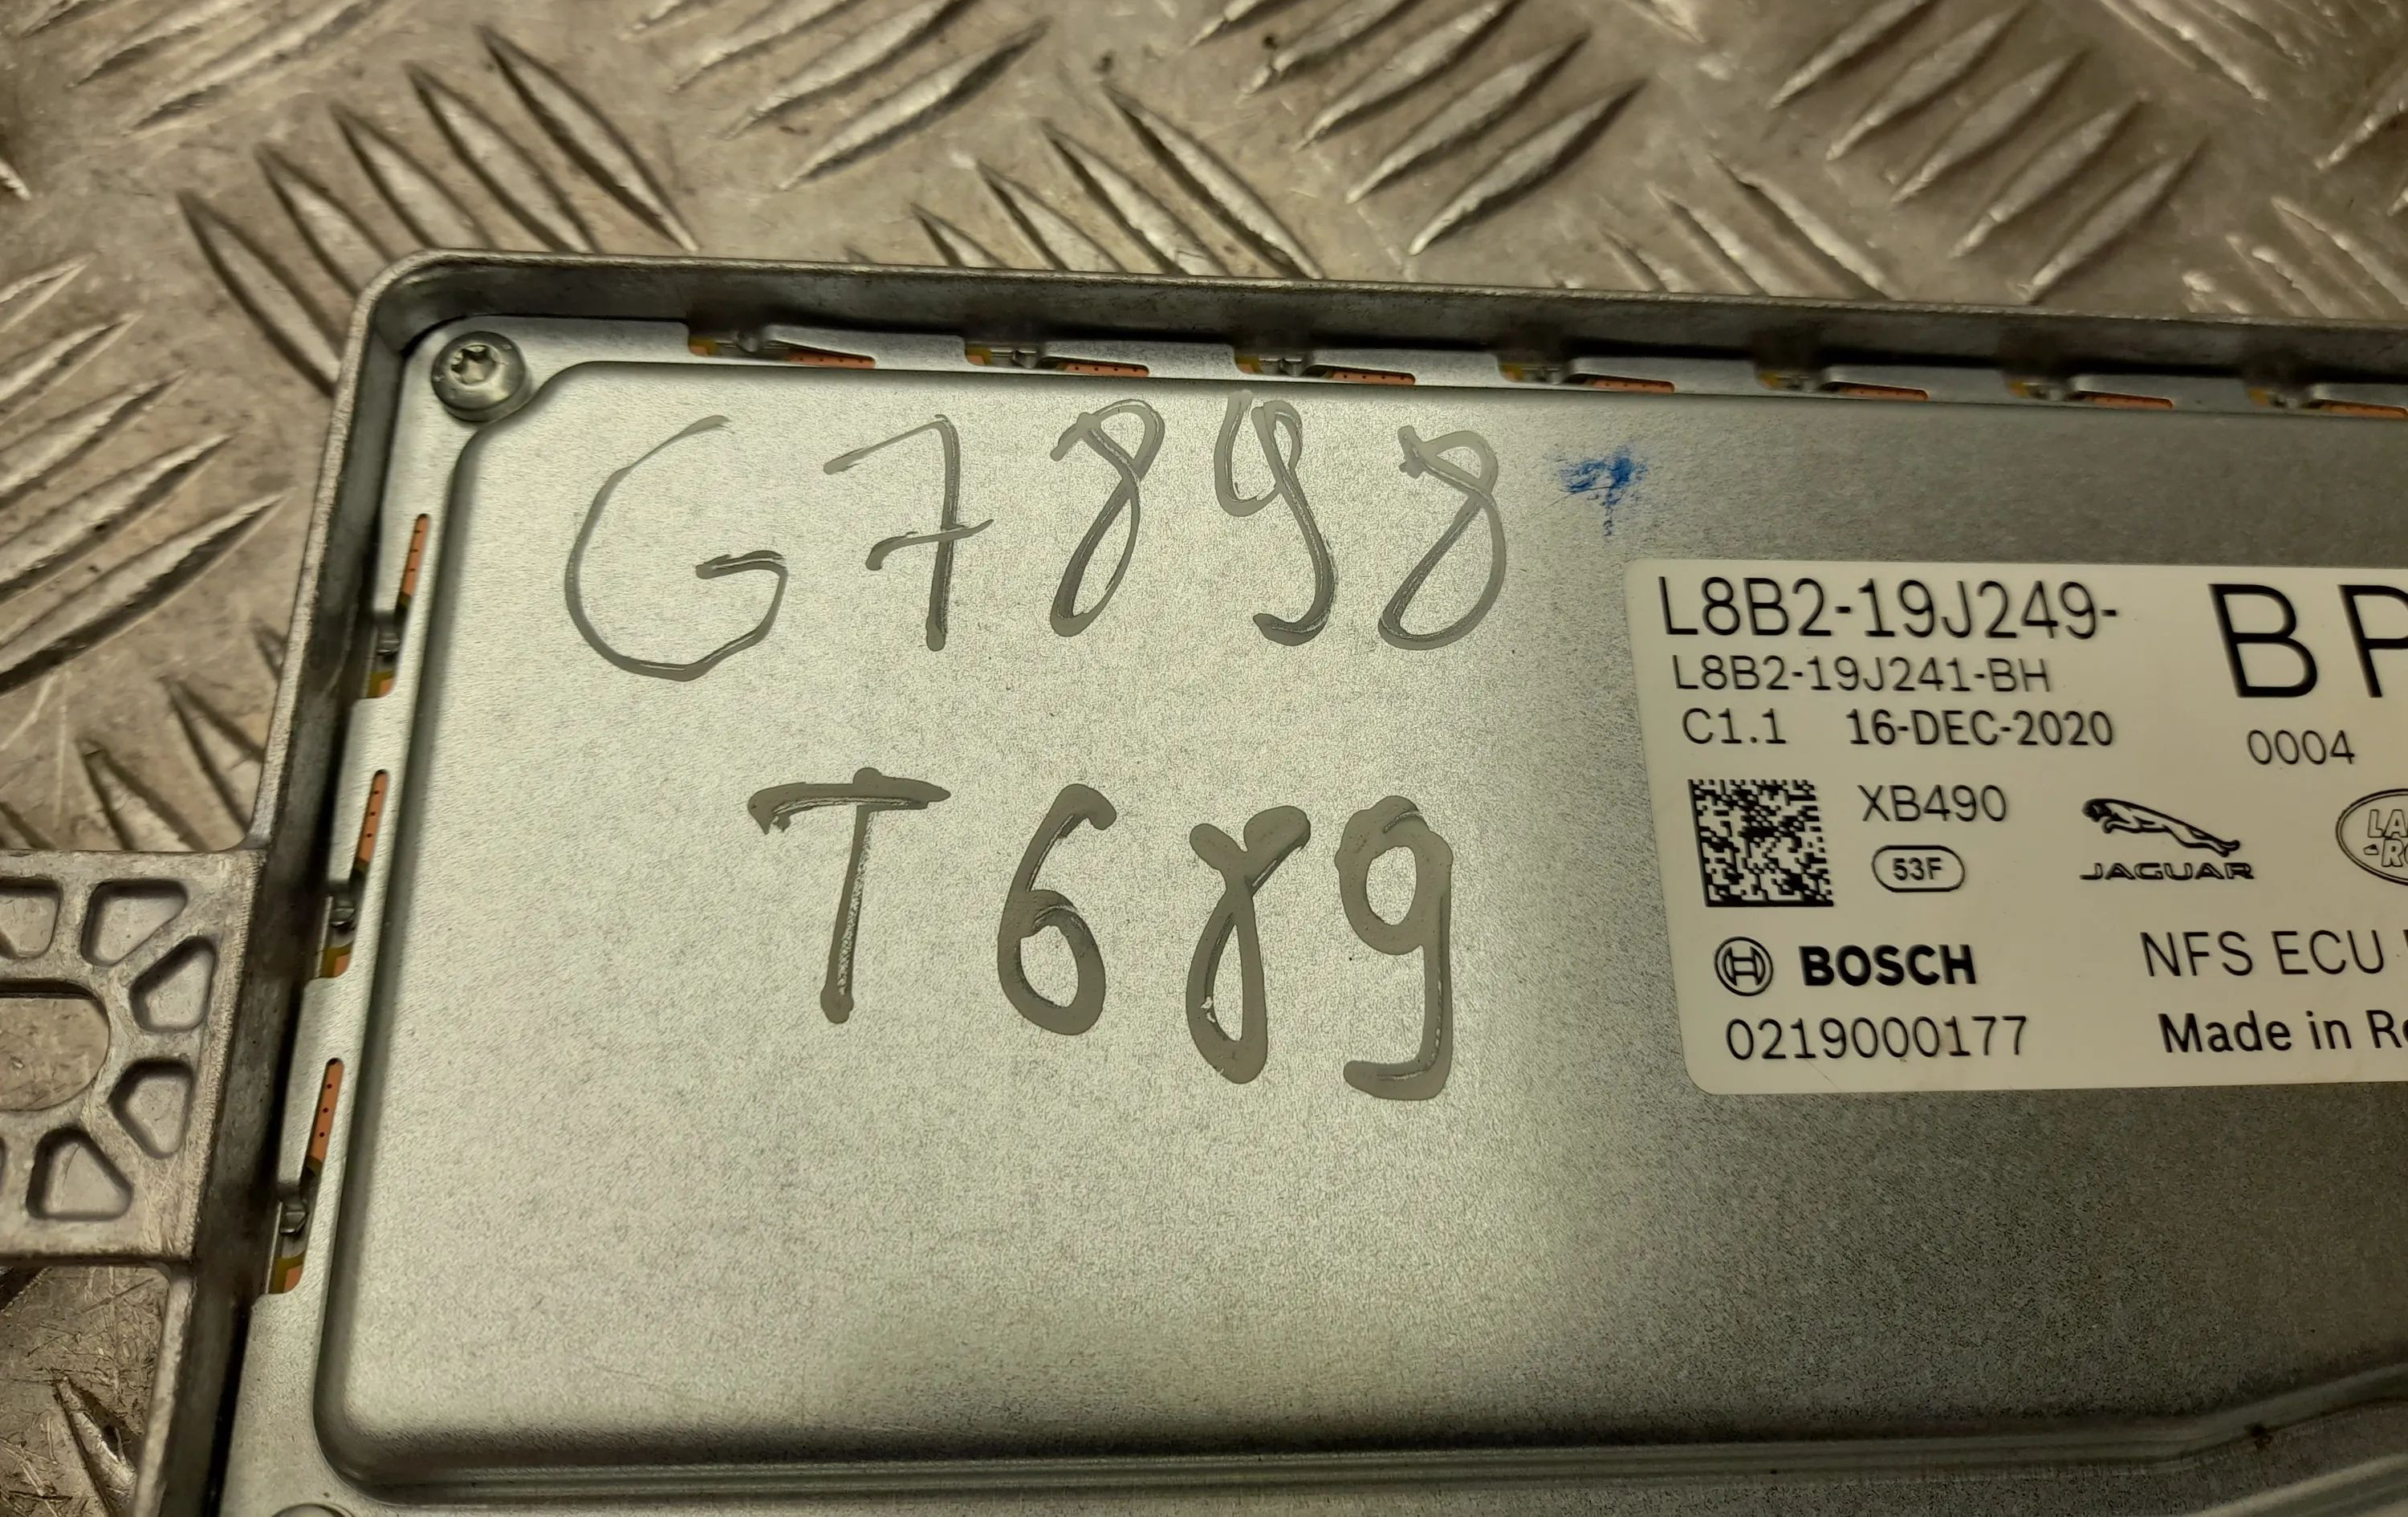 G7898
T689
L8B2-19J249- BP
L8B2-19J241-BH
C1.1 16-DEC-2020 0004
XB490
53F
JAGUAR
BOSCH NFS ECU
0219000177 Made in